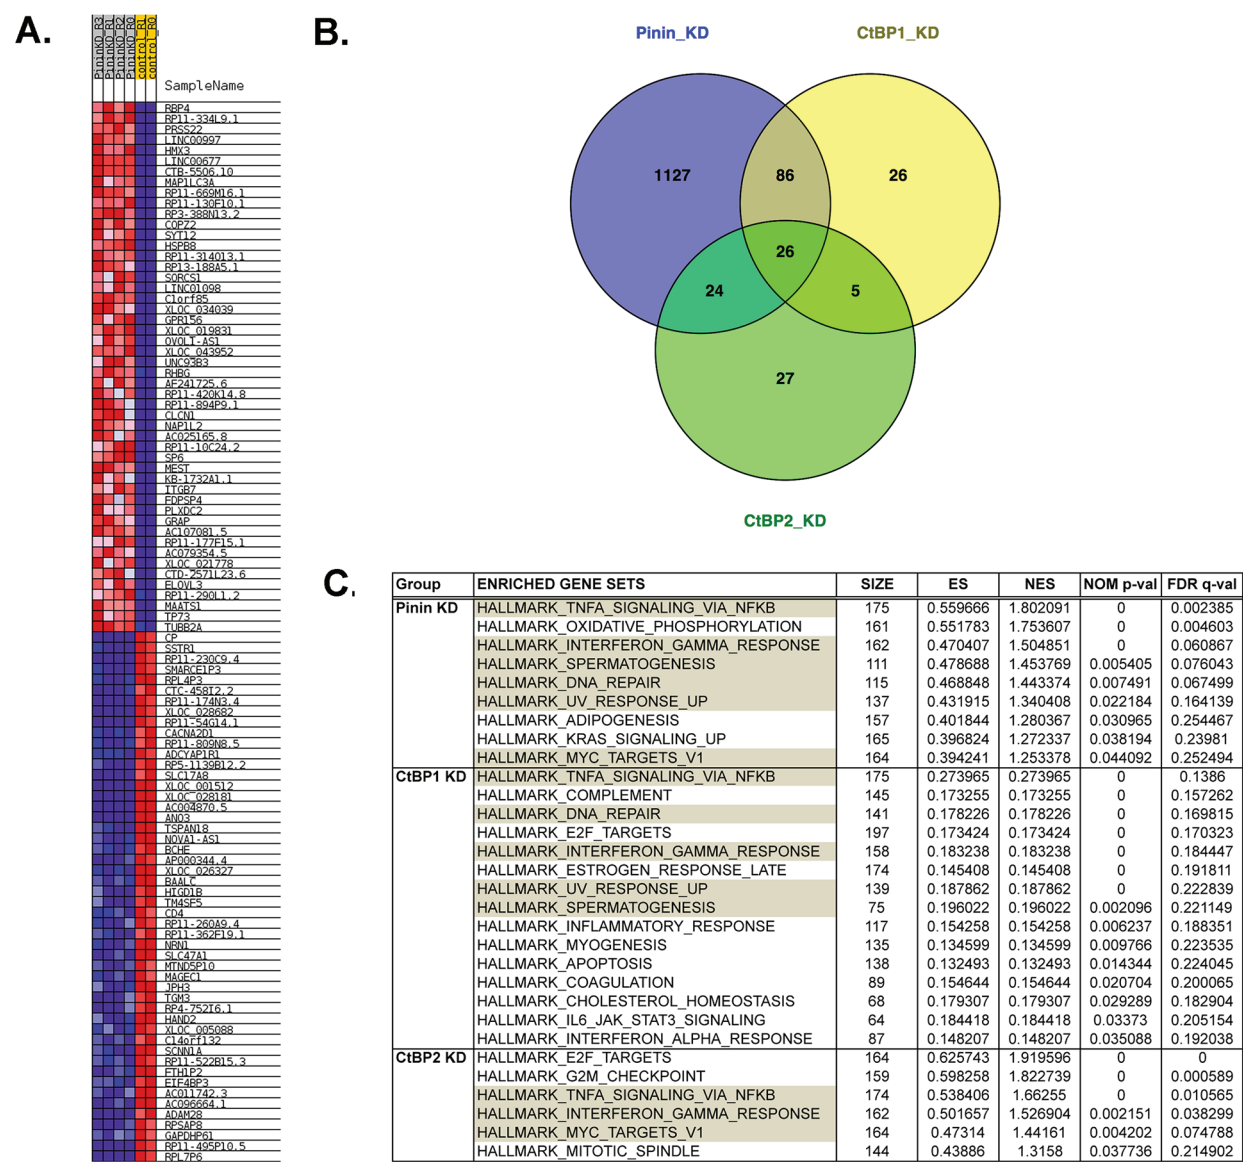 A.
PininKD_R3
PininKD_R1
PininKD_R2
PininKD_R0
control_R1
control_R0
SampleName
RBP4
RP11-334L9.1
PRSS22
LINC00997
HMX3
LINC00677
CTB-5506.10
MAP1LC3A
RP11-669M16.1
RP11-130F10.1
RP3-388N13.2
COPZ2
SYT12
HSPB8
RP11-314O13.1
RP13-188A5.1
SORCS1
LINC01098
C1orf85
XLOC_034039
GPR156
XLOC_019831
OVOL1-AS1
XLOC_043952
UNC93B3
RHBG
AF241725.6
RP11-420K14.8
RP11-894P9.1
CLCN1
NAP1L2
AC025165.8
RP11-10C24.2
SP6
MEST
KB-1732A1.1
ITGB7
FDPSP4
PLXDC2
GRAP
AC107081.5
RP11-177F15.1
AC079354.5
XLOC_021778
CTD-2571L23.6
ELOVL3
RP11-290L1.2
MAATS1
TP73
TUBB2A
CP
SSTR1
RP11-230C9.4
SMARCE1P3
RPL4P3
CTC-458I2.2
RP11-174N3.4
XLOC_028682
RP11-54G14.1
CACNA2D1
RP11-809N8.5
ADCYAP1R1
RP5-1139B12.2
SLC17A8
XLOC_001512
XLOC_028181
AC004870.5
ANO3
TSPAN18
NOVA1-AS1
BCHE
AP000344.4
XLOC_026327
BAALC
HIGD1B
TM4SF5
CD4
RP11-260A9.4
RP11-362F19.1
NRN1
SLC47A1
MTND5P10
MAGEC1
JPH3
TGM3
RP4-752I6.1
HAND2
XLOC_005088
C14orf132
SCNN1A
RP11-522B15.3
FTH1P2
EIF4BP3
AC011742.3
AC096664.1
ADAM28
RPSAP8
GAPDHP61
RP11-495P10.5
RPL7P6
B.
Pinin_KD
CtBP1_KD
1127
86
26
26
24
5
27
CtBP2_KD
C.
Group ENRICHED GENE SETS SIZE ES NES NOM p-val FDR q-val
Pinin KD HALLMARK_TNFA_SIGNALING_VIA_NFKB 175 0.559666 1.802091 0 0.002385
HALLMARK_OXIDATIVE_PHOSPHORYLATION 161 0.551783 1.753607 0 0.004603
HALLMARK_INTERFERON_GAMMA_RESPONSE 162 0.470407 1.504851 0 0.060867
HALLMARK_SPERMATOGENESIS 111 0.478688 1.453769 0.005405 0.076043
HALLMARK_DNA_REPAIR 115 0.468848 1.443374 0.007491 0.067499
HALLMARK_UV_RESPONSE_UP 137 0.431915 1.340408 0.022184 0.164139
HALLMARK_ADIPOGENESIS 157 0.401844 1.280367 0.030965 0.254467
HALLMARK_KRAS_SIGNALING_UP 165 0.396824 1.272337 0.038194 0.23981
HALLMARK_MYC_TARGETS_V1 164 0.394241 1.253378 0.044092 0.252494
CtBP1 KD HALLMARK_TNFA_SIGNALING_VIA_NFKB 175 0.273965 0.273965 0 0.1386
HALLMARK_COMPLEMENT 145 0.173255 0.173255 0 0.157262
HALLMARK_DNA_REPAIR 141 0.178226 0.178226 0 0.169815
HALLMARK_E2F_TARGETS 197 0.173424 0.173424 0 0.170323
HALLMARK_INTERFERON_GAMMA_RESPONSE 158 0.183238 0.183238 0 0.184447
HALLMARK_ESTROGEN_RESPONSE_LATE 174 0.145408 0.145408 0 0.191811
HALLMARK_UV_RESPONSE_UP 139 0.187862 0.187862 0 0.222839
HALLMARK_SPERMATOGENESIS 75 0.196022 0.196022 0.002096 0.221149
HALLMARK_INFLAMMATORY_RESPONSE 117 0.154258 0.154258 0.006237 0.188351
HALLMARK_MYOGENESIS 135 0.134599 0.134599 0.009766 0.223535
HALLMARK_APOPTOSIS 138 0.132493 0.132493 0.014344 0.224045
HALLMARK_COAGULATION 89 0.154644 0.154644 0.020704 0.200065
HALLMARK_CHOLESTEROL_HOMEOSTASIS 68 0.179307 0.179307 0.029289 0.182904
HALLMARK_IL6_JAK_STAT3_SIGNALING 64 0.184418 0.184418 0.03373 0.205154
HALLMARK_INTERFERON_ALPHA_RESPONSE 87 0.148207 0.148207 0.035088 0.192038
CtBP2 KD HALLMARK_E2F_TARGETS 164 0.625743 1.919596 0 0
HALLMARK_G2M_CHECKPOINT 159 0.598258 1.822739 0 0.000589
HALLMARK_TNFA_SIGNALING_VIA_NFKB 174 0.538406 1.66255 0 0.010565
HALLMARK_INTERFERON_GAMMA_RESPONSE 162 0.501657 1.526904 0.002151 0.038299
HALLMARK_MYC_TARGETS_V1 164 0.47314 1.44161 0.004202 0.074788
HALLMARK_MITOTIC_SPINDLE 144 0.43886 1.3158 0.037736 0.214902